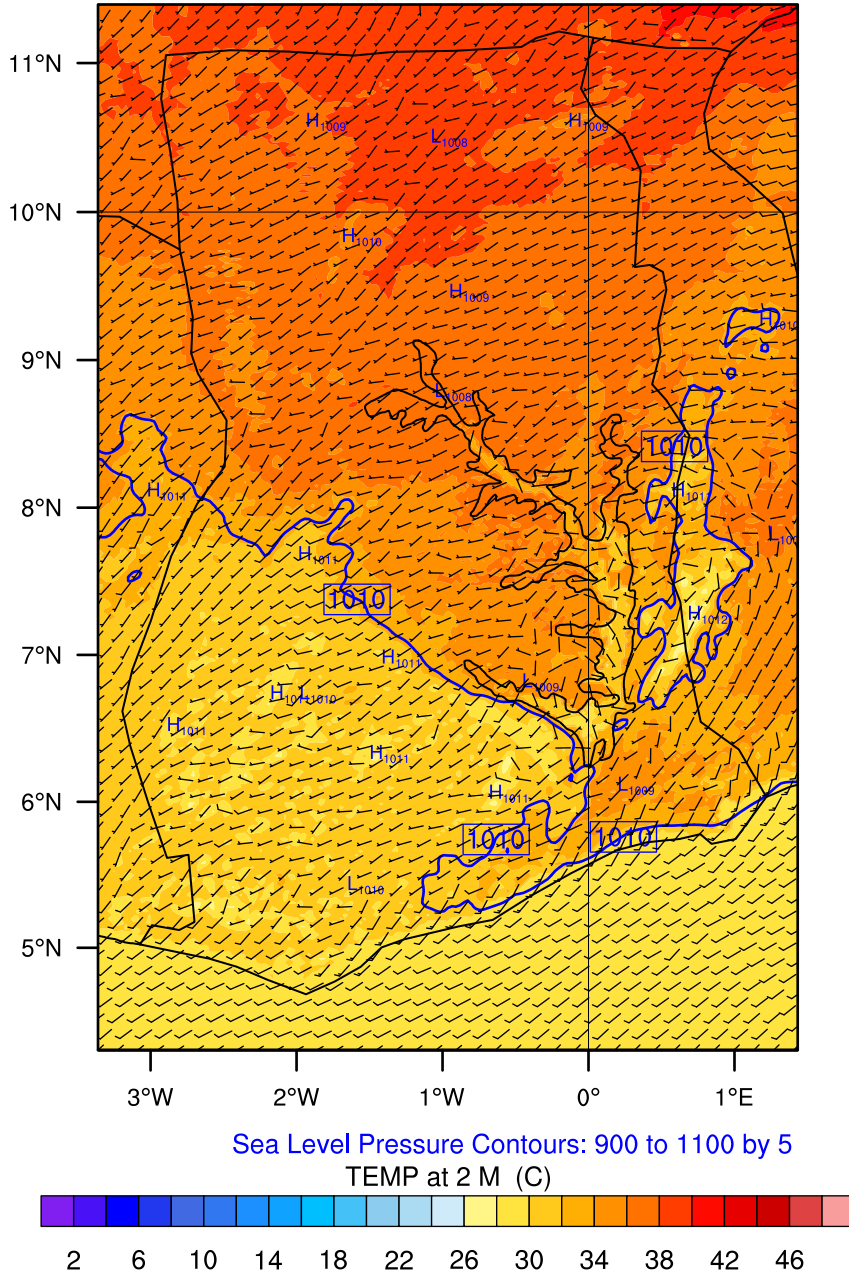 11°N
H1009
H1009
L1008
10°N
H1010
H1009
H1010
9°N
L1008
1010
H1011
H1011
8°N
H1011
1010
H1012
7°N
H1011
L1009
H1011
L1010
H1011
H1011
6°N
H1011
L1009
1010
1010
L1010
5°N
3°W 2°W 1°W 0° 1°E
Sea Level Pressure Contours: 900 to 1100 by 5
TEMP at 2 M (C)
2 6 10 14 18 22 26 30 34 38 42 46